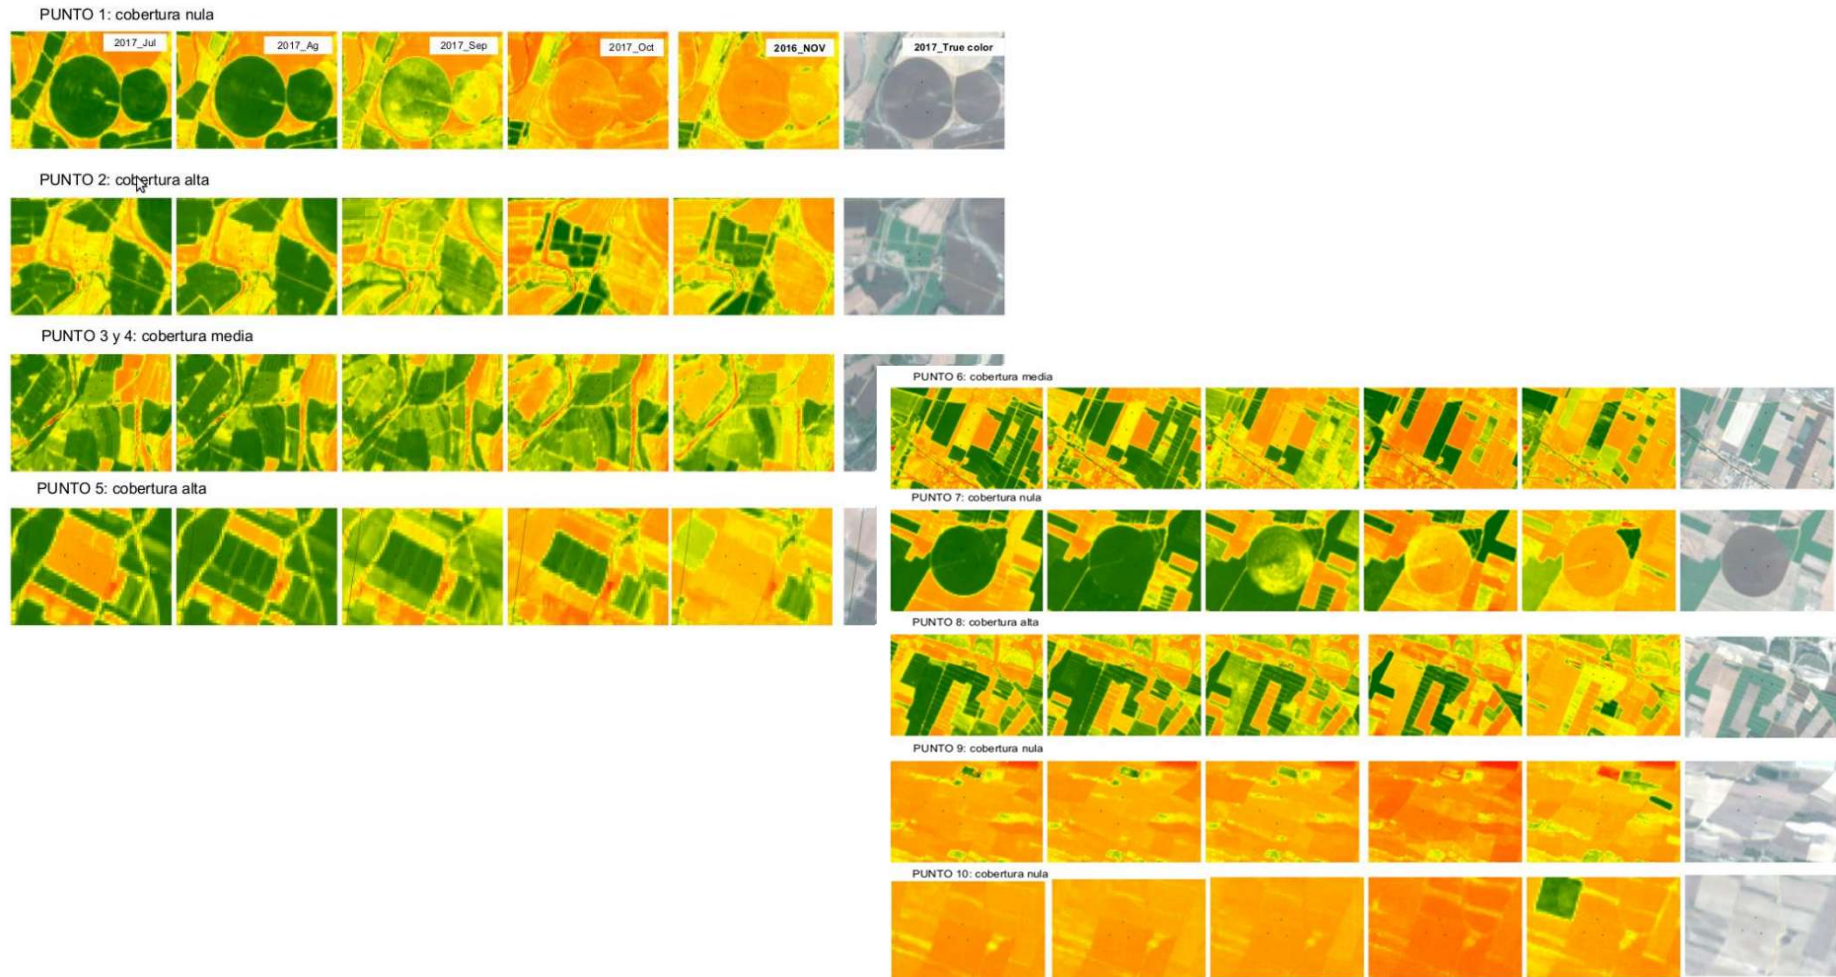 PUNTO 1: cobertura nula
2017_Jul
2017_Ag
2017_Sep
2017_Oct
2016_NOV
2017_True color
PUNTO 2: cobertura alta
PUNTO 3 y 4: cobertura media
PUNTO 5: cobertura alta
PUNTO 6: cobertura media
PUNTO 7: cobertura nula
PUNTO 8: cobertura alta
PUNTO 9: cobertura nula
PUNTO 10: cobertura nula